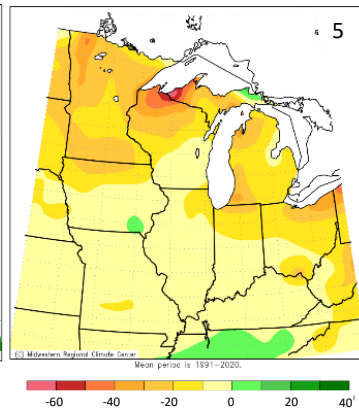 5
(C) Midwestern Regional Climate Center
Mean period is 1991-2020.
-60 -40 -20 0 20 40